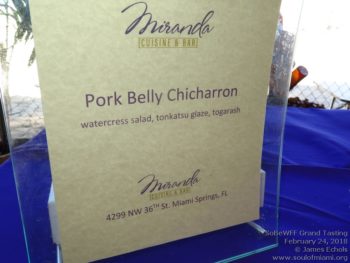 Miranda
CUISINE & BAR
Pork Belly Chicharron
watercress salad, tonkatsu glaze, togarash
Miranda
CUISINE & BAR
4299 NW 36TH St. Miami Springs, FL
SobeWFF Grand Tasting
February 24, 2018
© James Echols
www.soulofmiami.org